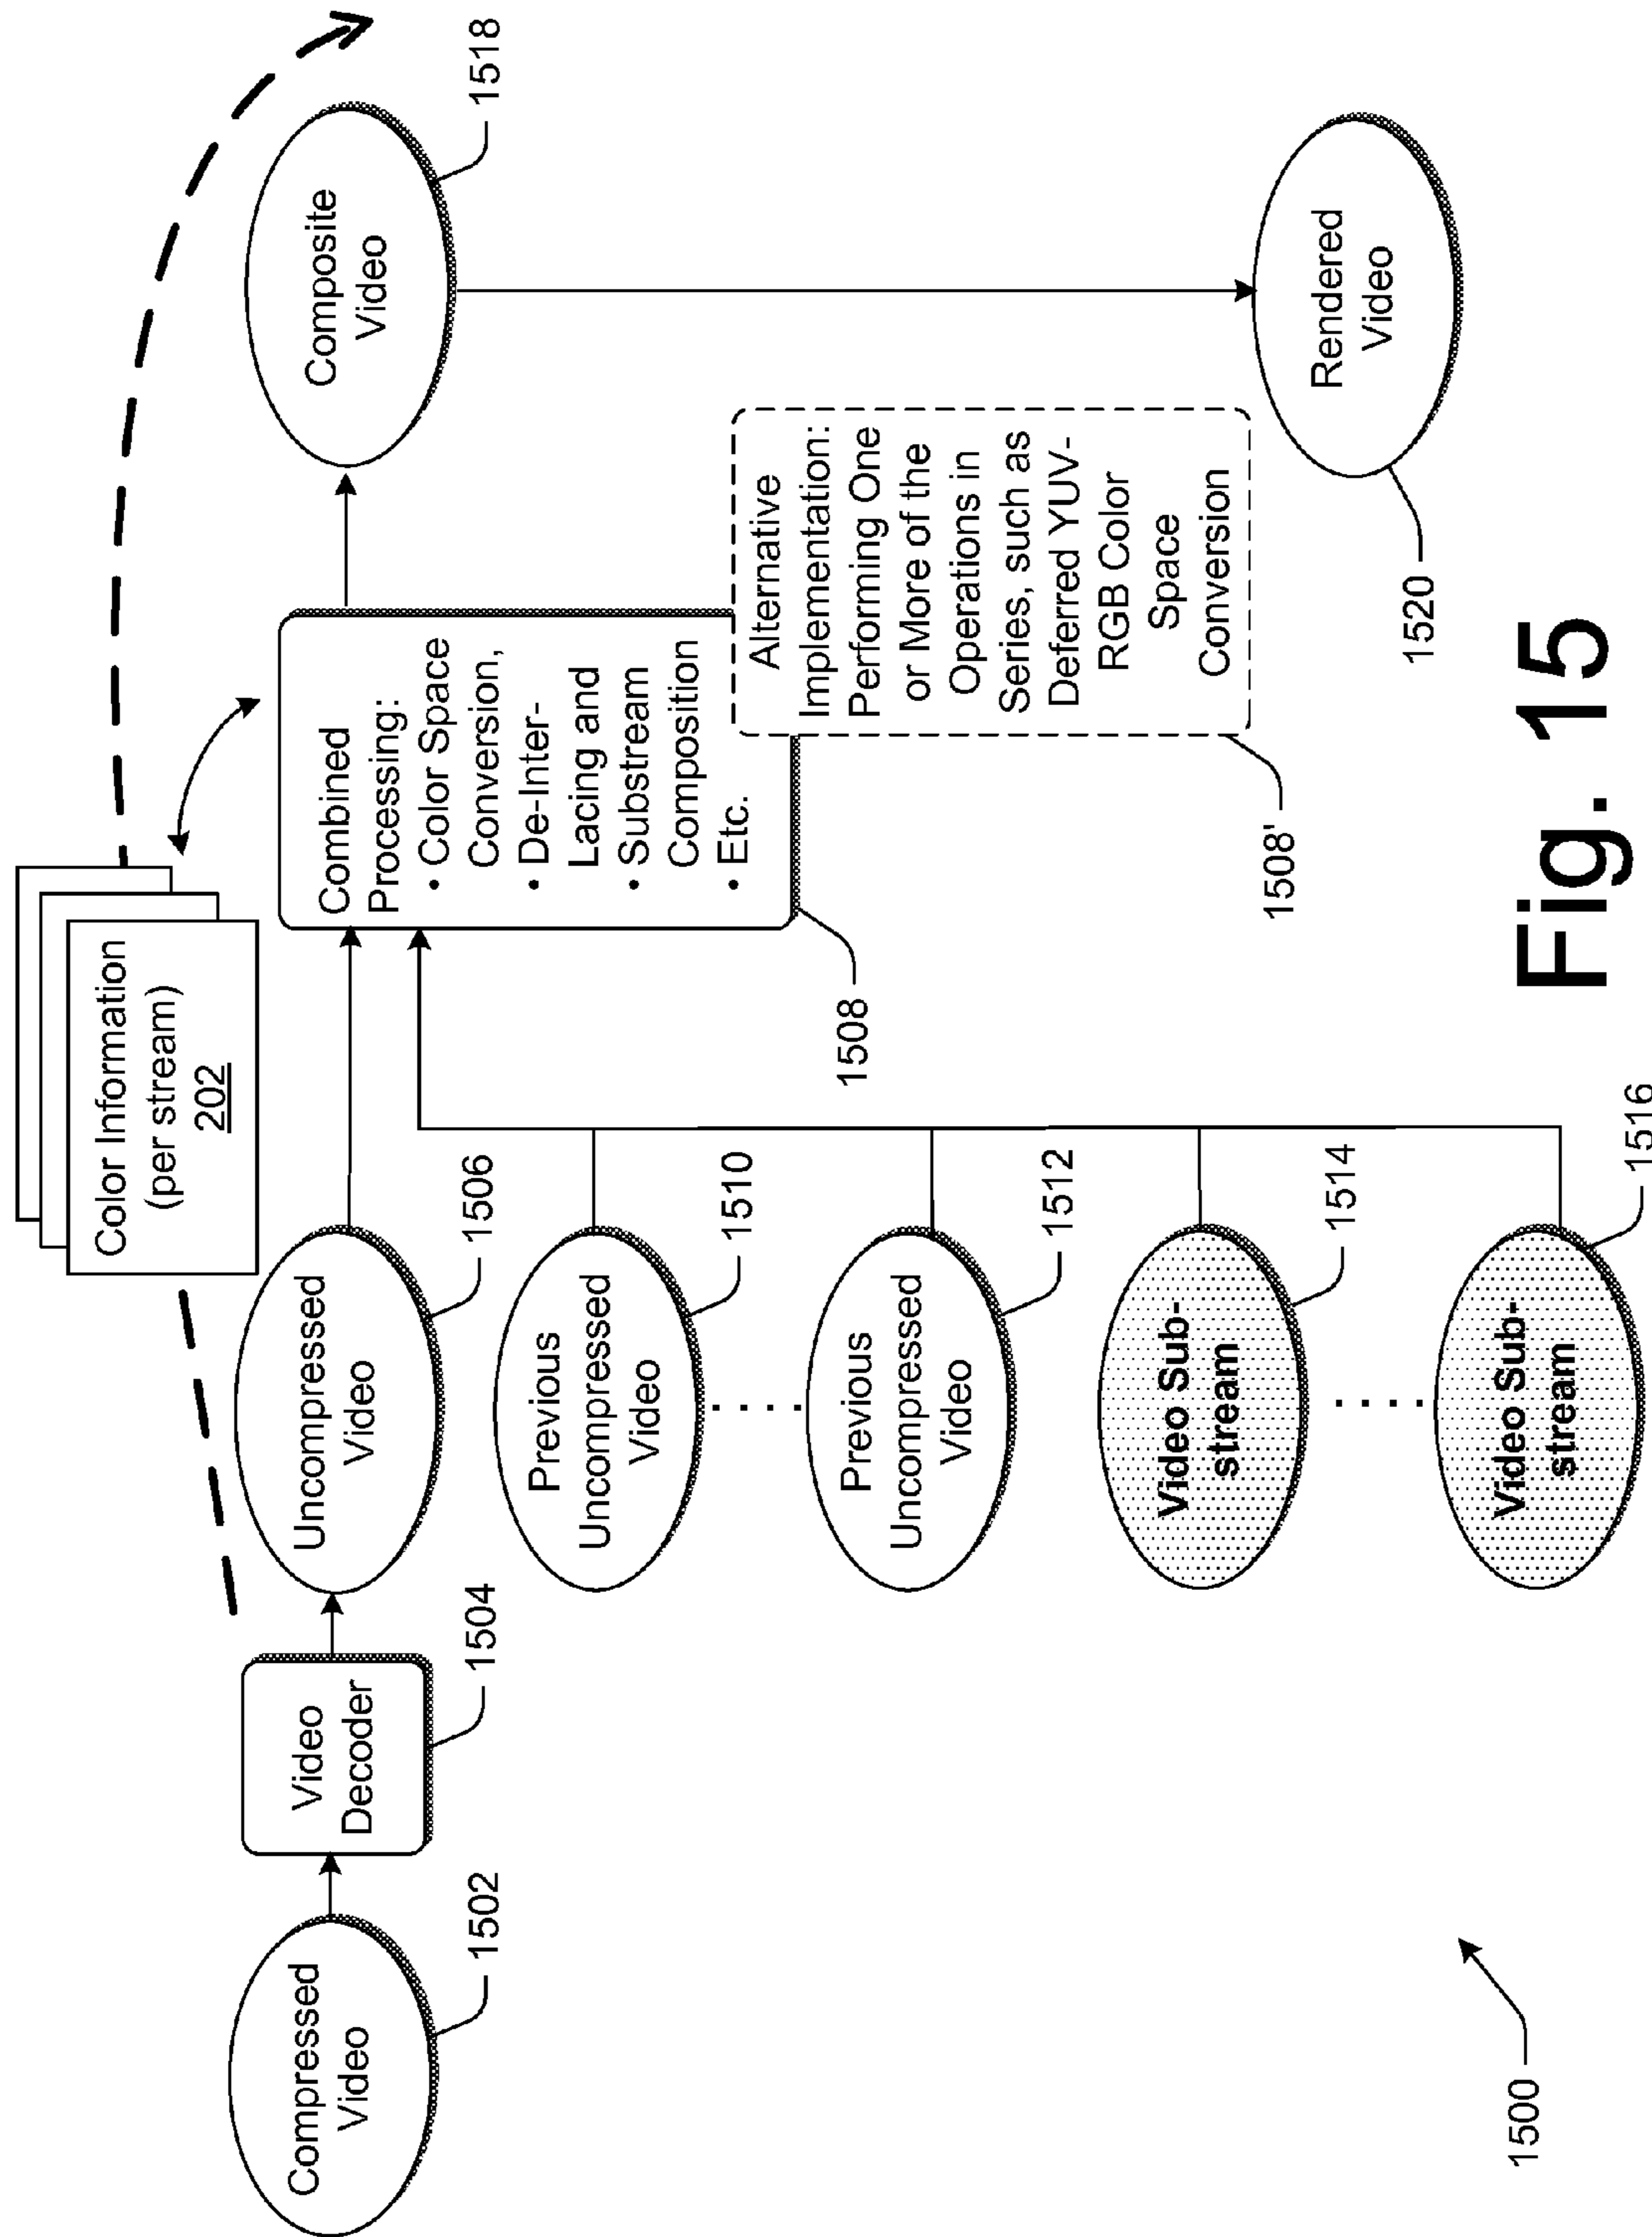 Color Information
(per stream)
202
Compressed
Video
1502
Video
Decoder
1504
Uncompressed
Video
1506
Previous
Uncompressed
Video
1510
Previous
Uncompressed
Video
1512
Video Sub-
stream
1514
Video Sub-
stream
1516
Combined
Processing:
• Color Space
Conversion,
• De-Inter-
Lacing and
• Substream
Composition
• Etc.
1508
Alternative
Implementation:
Performing One
or More of the
Operations in
Series, such as
Deferred YUV-
RGB Color
Space
Conversion
1508'
Composite
Video
1518
Rendered
Video
1520
1500
Fig. 15